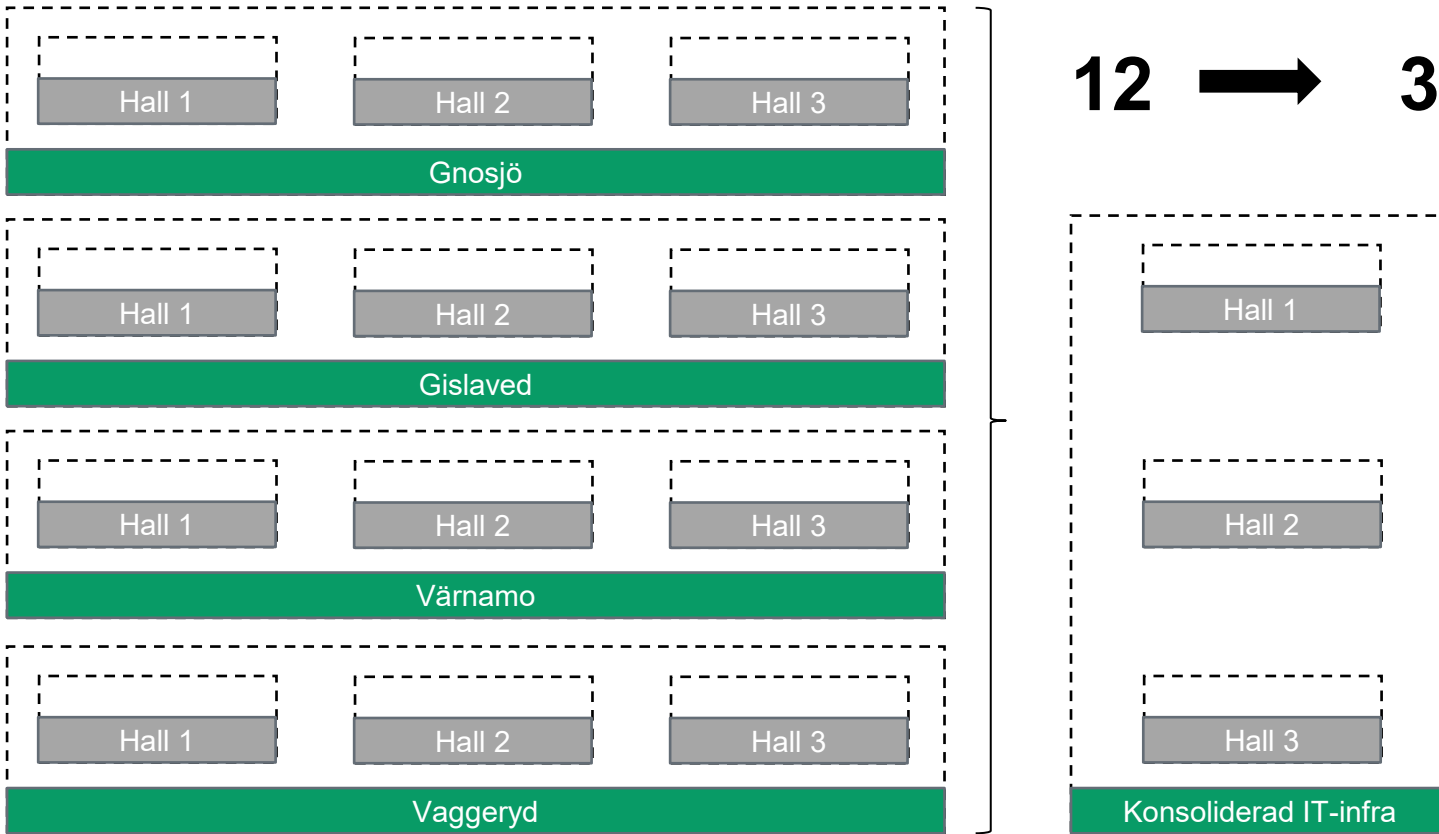 Hall 1 Hall 2 Hall 3
Gnosjö
Hall 1 Hall 2 Hall 3
Gislaved
Hall 1 Hall 2 Hall 3
Värnamo
Hall 1 Hall 2 Hall 3
Vaggeryd
12 3
Hall 1
Hall 2
Hall 3
Konsoliderad IT-infra